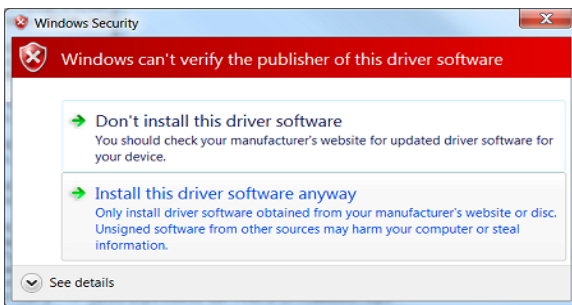 Windows Security
Windows can't verify the publisher of this driver software
Don't install this driver software
You should check your manufacturer's website for updated driver software for
your device.
Install this driver software anyway
Only install driver software obtained from your manufacturer's website or disc.
Unsigned software from other sources may harm your computer or steal
information.
See details